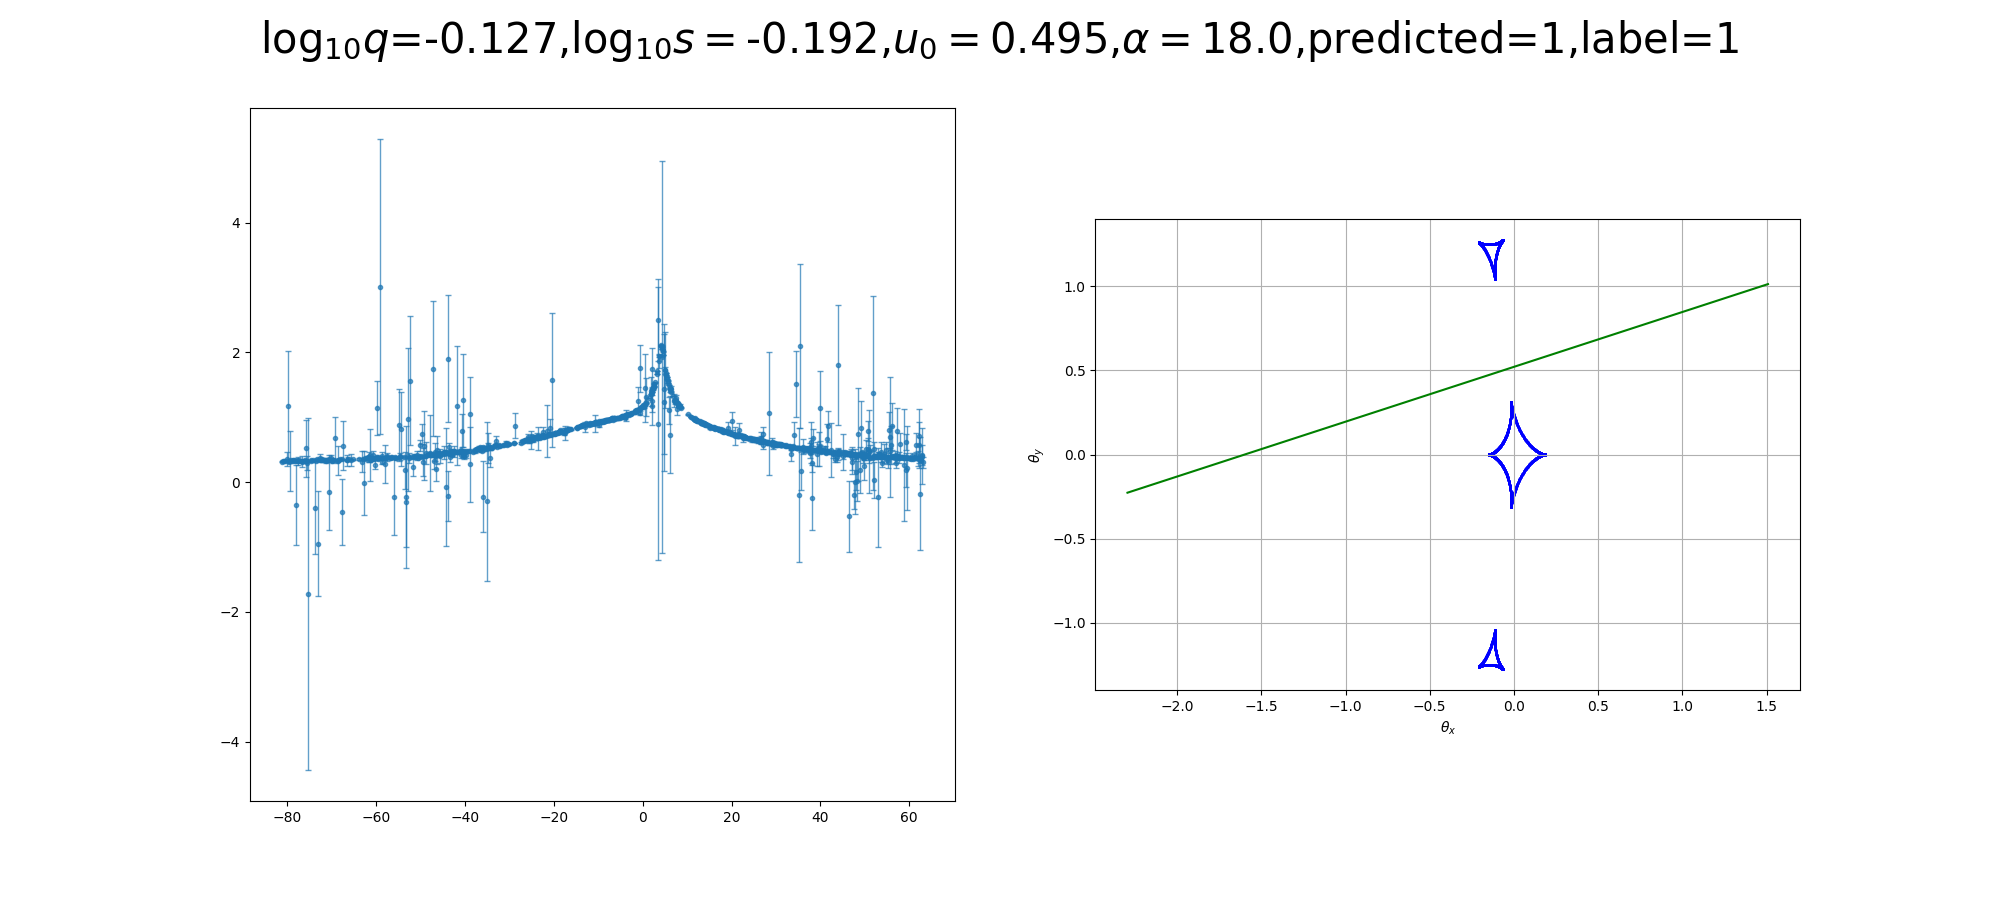 log₁₀q=-0.127,log₁₀s = -0.192,u₀ = 0.495,α = 18.0,predicted=1,label=1
4
2
0
−2
−4
−80 −60 −40 −20 0 20 40 60
1.0
0.5
0.0
−0.5
−1.0
θy
−2.0 −1.5 −1.0 −0.5 0.0 0.5 1.0 1.5
θx